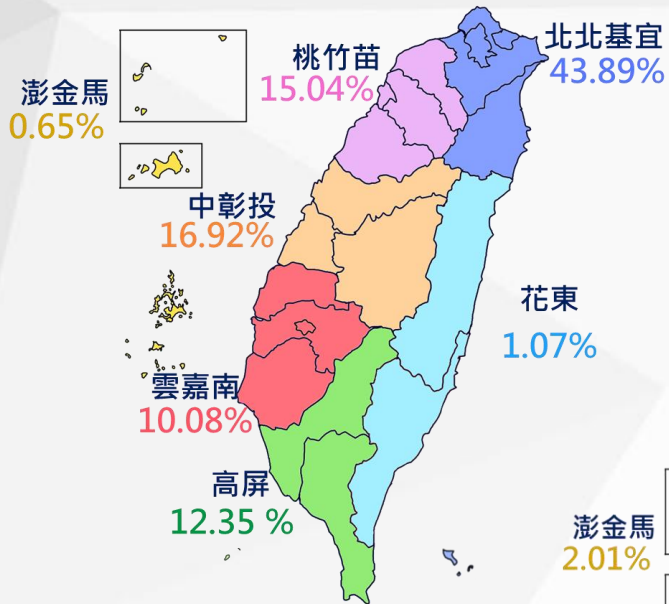 北北基宜
43.89%
桃竹苗
15.04%
澎金馬
0.65%
中彰投
16.92%
花東
1.07%
雲嘉南
10.08%
高屏
12.35 %
澎金馬
2.01%